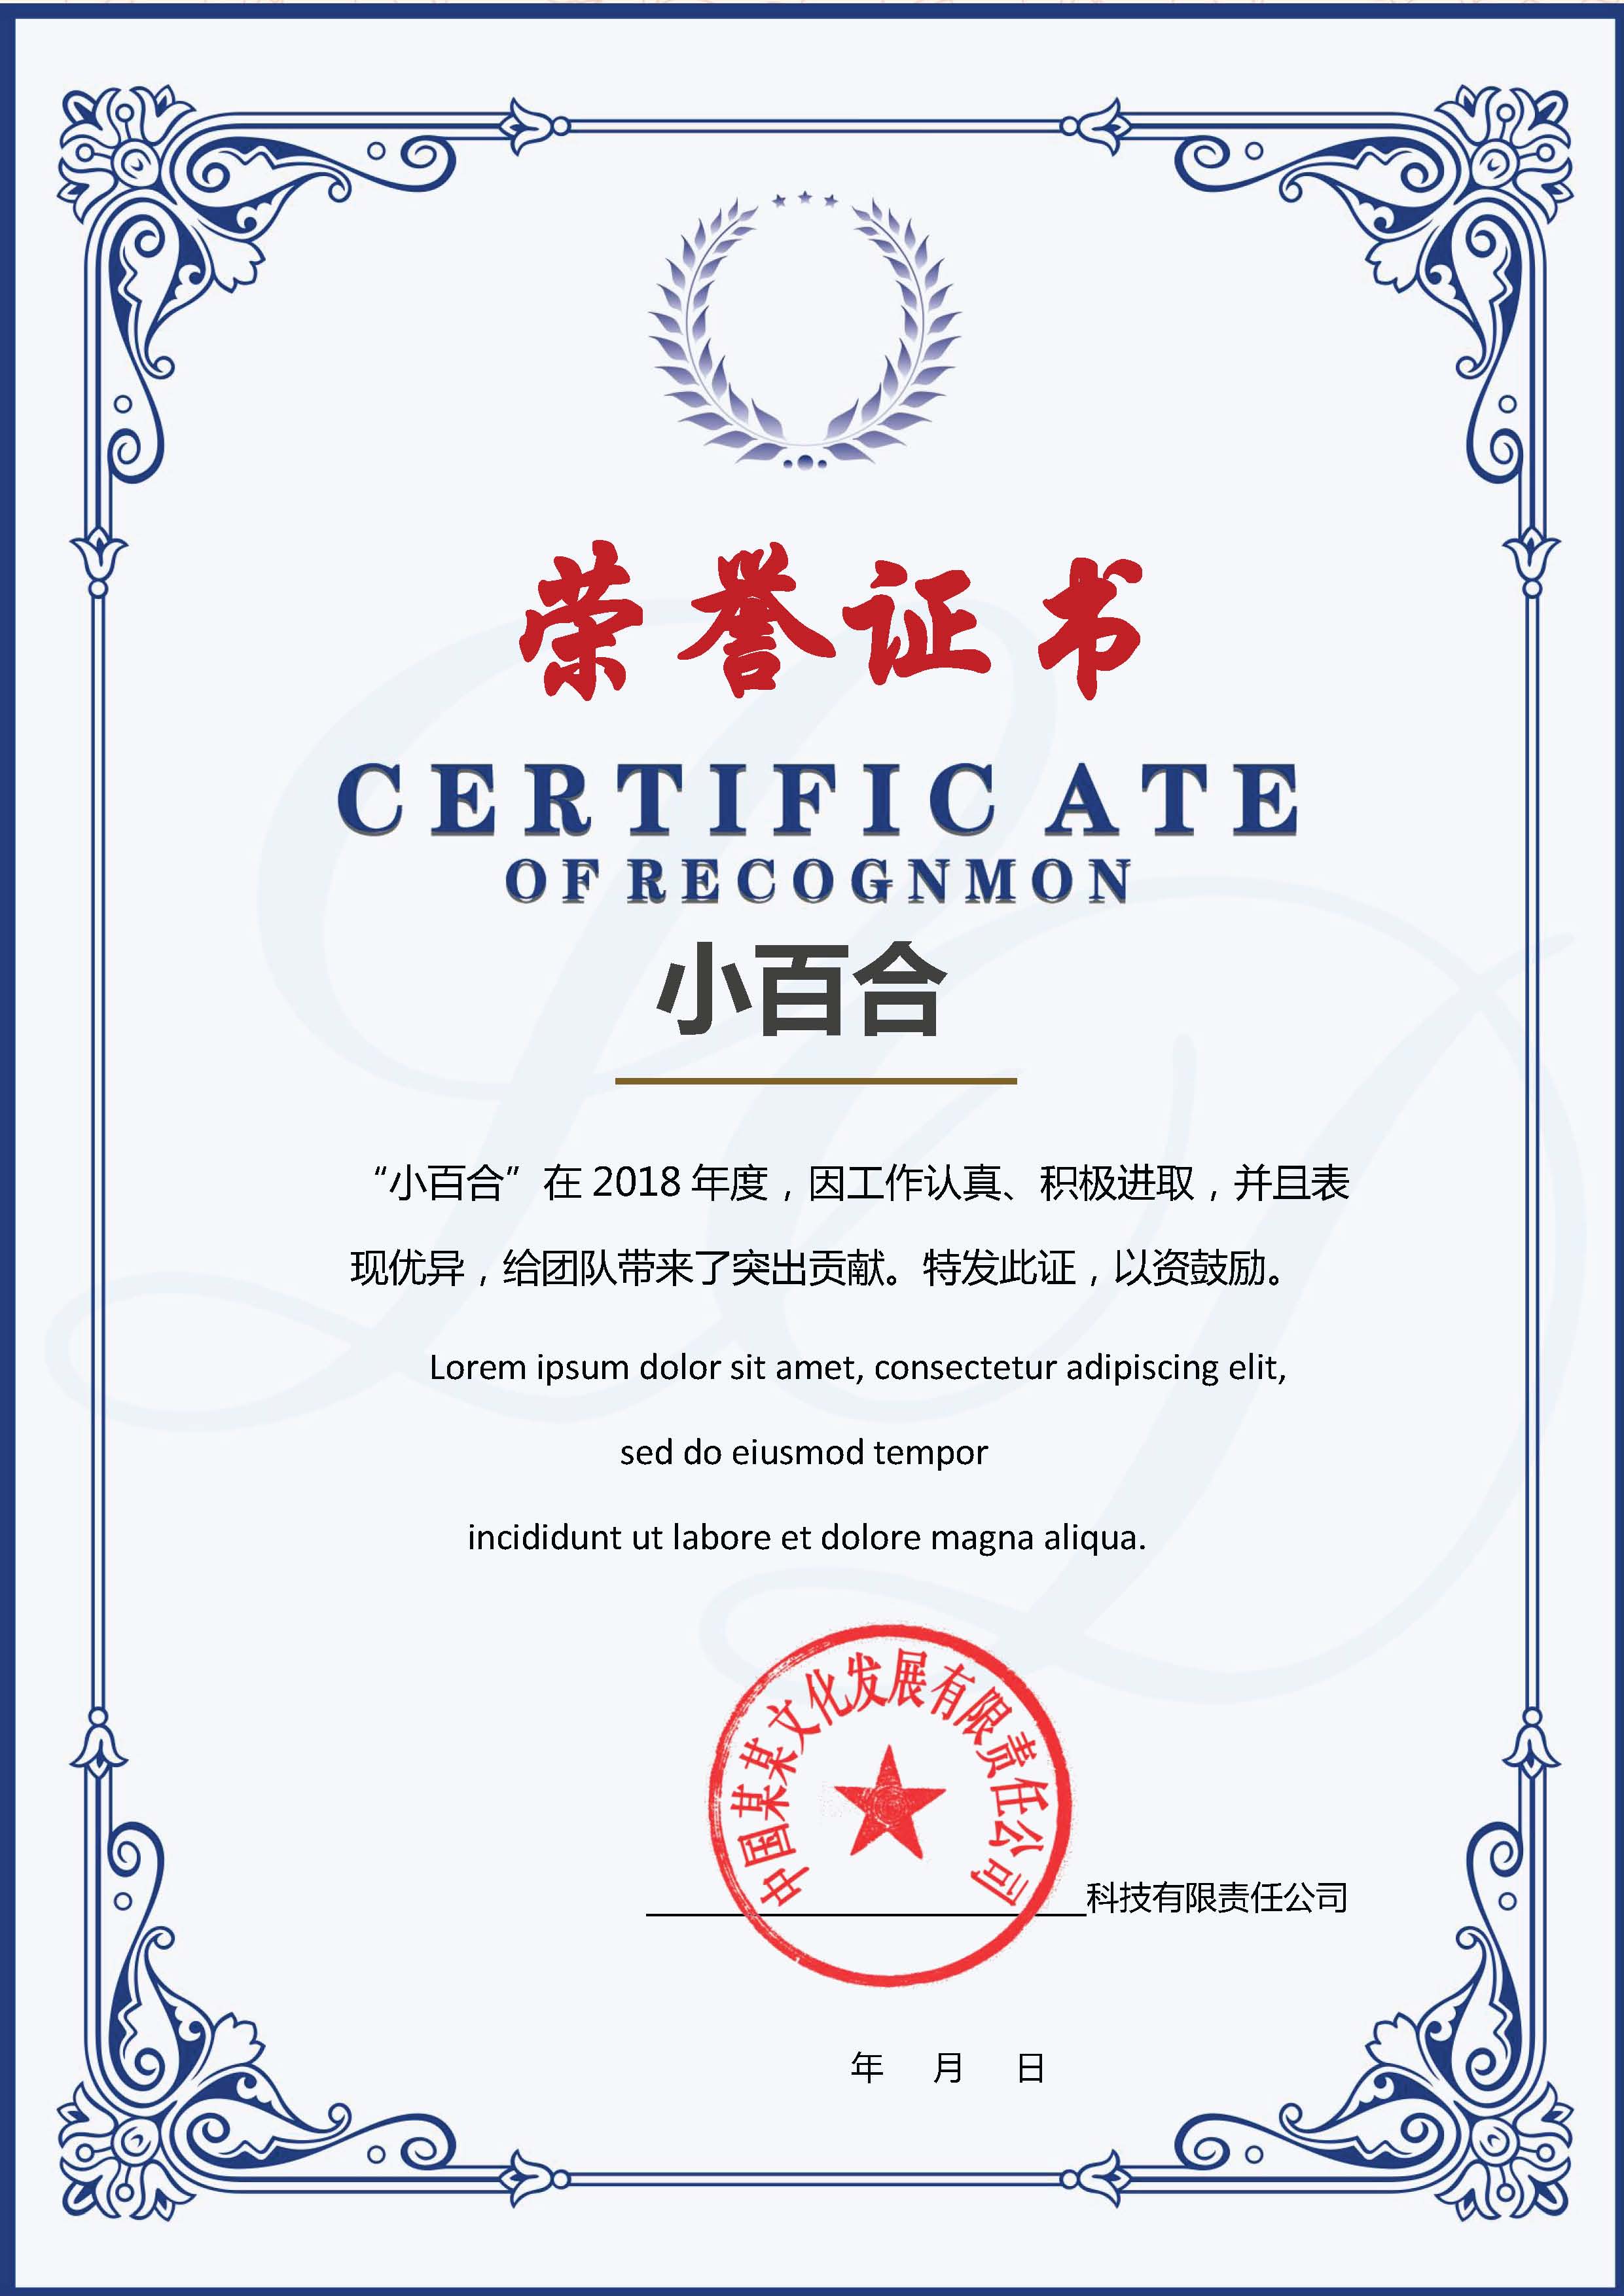 荣誉证书
CERTIFICATE
OF RECOGNMON
小百合
“小百合”在 2018 年度，因工作认真、积极进取，并且表
现优异，给团队带来了突出贡献。特发此证，以资鼓励。
Lorem ipsum dolor sit amet, consectetur adipiscing elit,
sed do eiusmod tempor
incididunt ut labore et dolore magna aliqua.
中国某某文化发展有限责任公司
科技有限责任公司
年 月 日